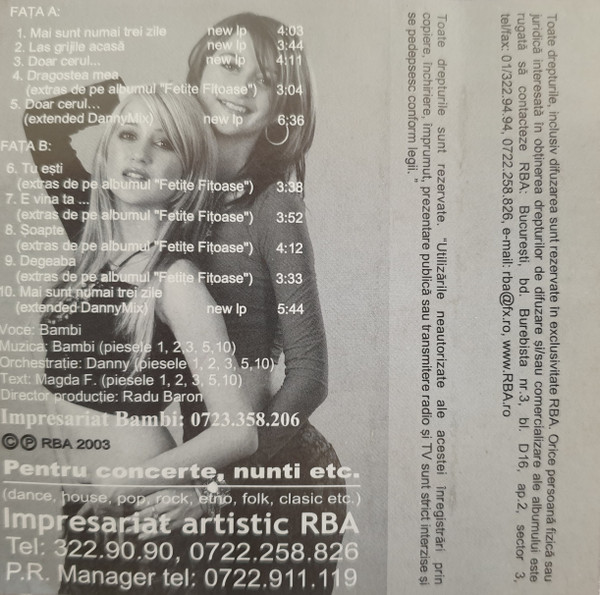 FAȚA A:
1. Mai sunt numai trei zile new lp 4:03
2. Las grijile acasă new lp 3:44
3. Doar cerul... new lp 4:11
4. Dragostea mea
(extras de pe albumul "Fetițe Fițoase") 3:04
5. Doar cerul...
(extended DannyMix) new lp 6:36
FAȚA B:
6. Tu ești
(extras de pe albumul "Fetițe Fițoase") 3:38
7. E vina ta ...
(extras de pe albumul "Fetițe Fițoase") 3:52
8. Șoapte
(extras de pe albumul "Fetițe Fițoase") 4:12
9. Degeaba
(extras de pe albumul "Fetițe Fițoase") 3:33
10. Mai sunt numai trei zile
(extended DannyMix) new lp 5:44
Voce: Bambi
Muzica: Bambi (piesele 1, 2,3, 5,10)
Orchestrație: Danny (piesele 1, 2,3, 5,10)
Text: Magda F. (piesele 1, 2,3, 5,10)
Director producție: Radu Baron
Impresariat Bambi: 0723.358.206
©℗ RBA 2003
Pentru concerte, nunti etc.
(dance, house, pop, rock, etno, folk, clasic etc.)
Impresariat artistic RBA
Tel: 322.90.90, 0722.258.826
P.R. Manager tel: 0722.911.119
Toate drepturile, inclusiv difuzarea sunt rezervate în exclusivitate RBA. Orice persoană fizică sau
juridică interesată în obținerea drepturilor de difuzare și/sau comercializare ale albumului este
rugată să contacteze RBA: București, bd. Burebista nr.3, bl. D16, ap.2, sector 3,
tel/fax: 01/322.94.94, 0722.258.826, e-mail: rba@fx.ro, www.RBA.ro
Toate drepturile sunt rezervate. "Utilizările neautorizate ale acestei înregistrări prin
copiere, închiriere, împrumut, prezentare publică sau transmitere radio și TV sunt strict interzise și
se pedepsesc conform legii. "